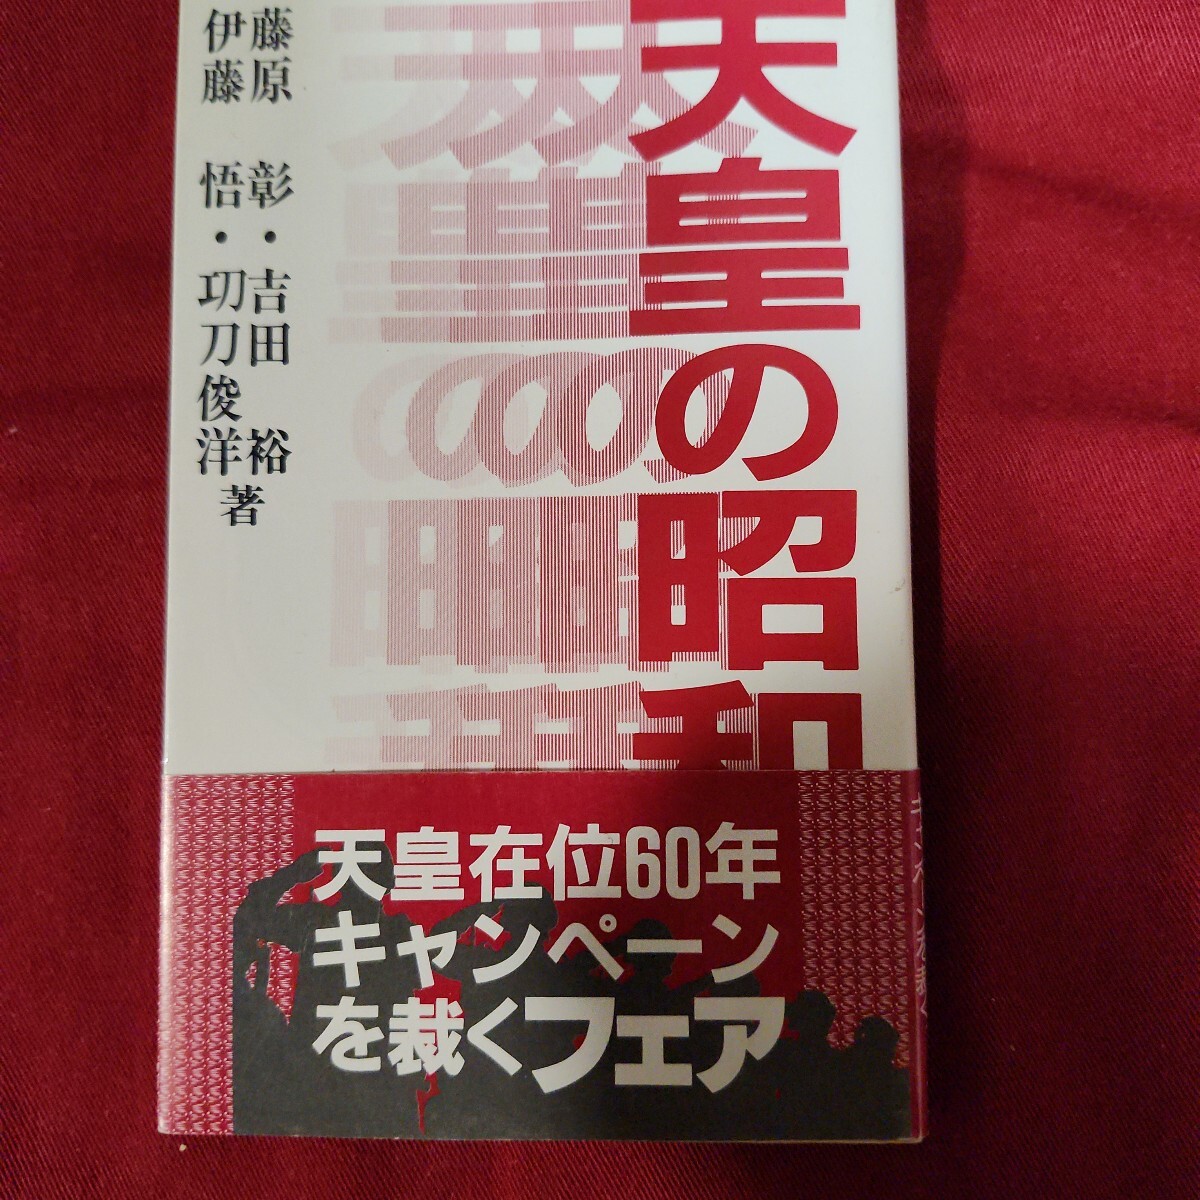 天皇の昭和
藤原 彰・吉田 裕
伊藤 悟・功刀俊洋
著
天皇在位60年
キャンペーン
を裁くフェア